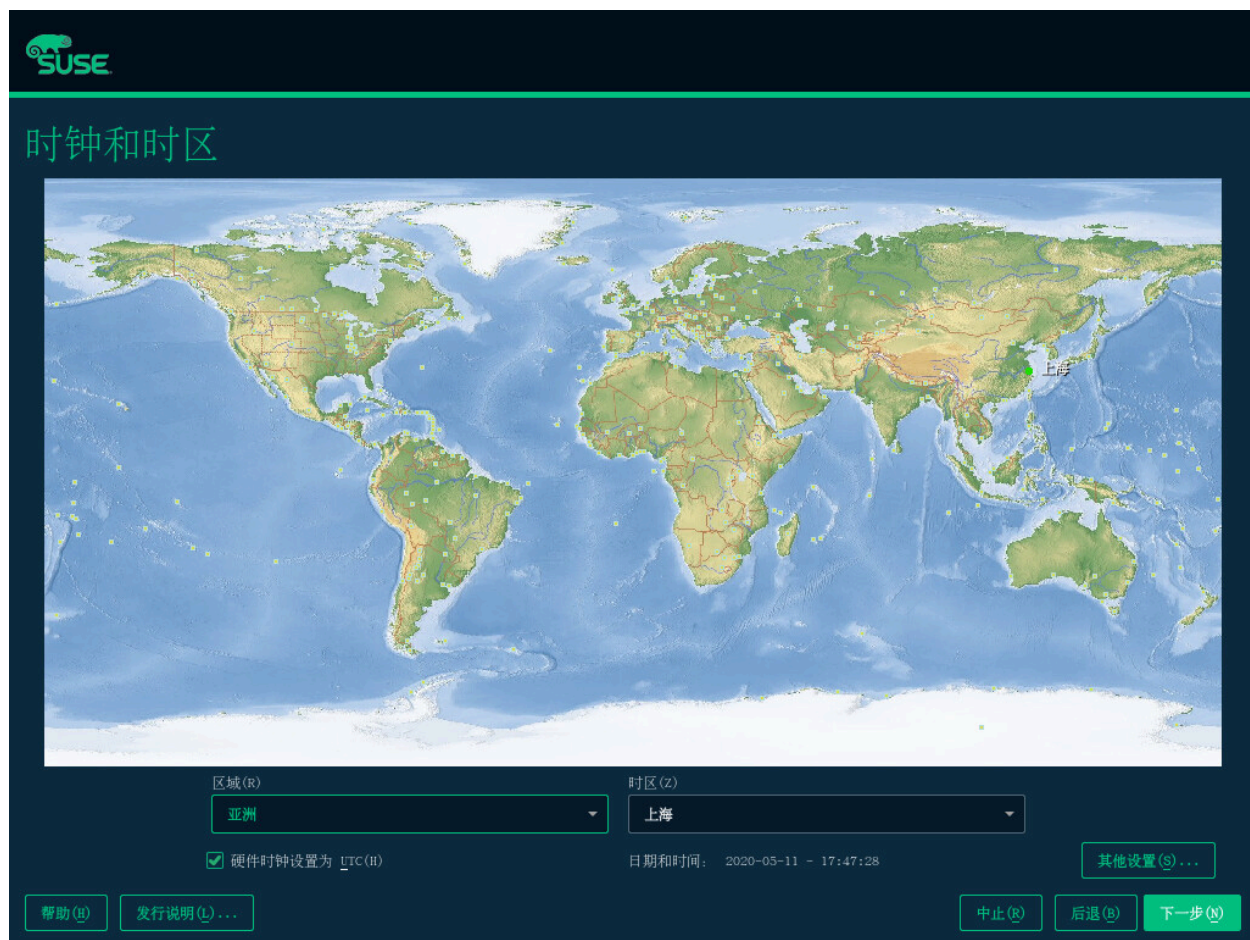 SUSE
时钟和时区
上海
区域(R)
时区(Z)
亚洲
上海
硬件时钟设置为 UTC(H)
日期和时间： 2020-05-11 - 17:47:28
其他设置(S)...
帮助(H)
发行说明(L)...
中止(R)
后退(B)
下一步(N)